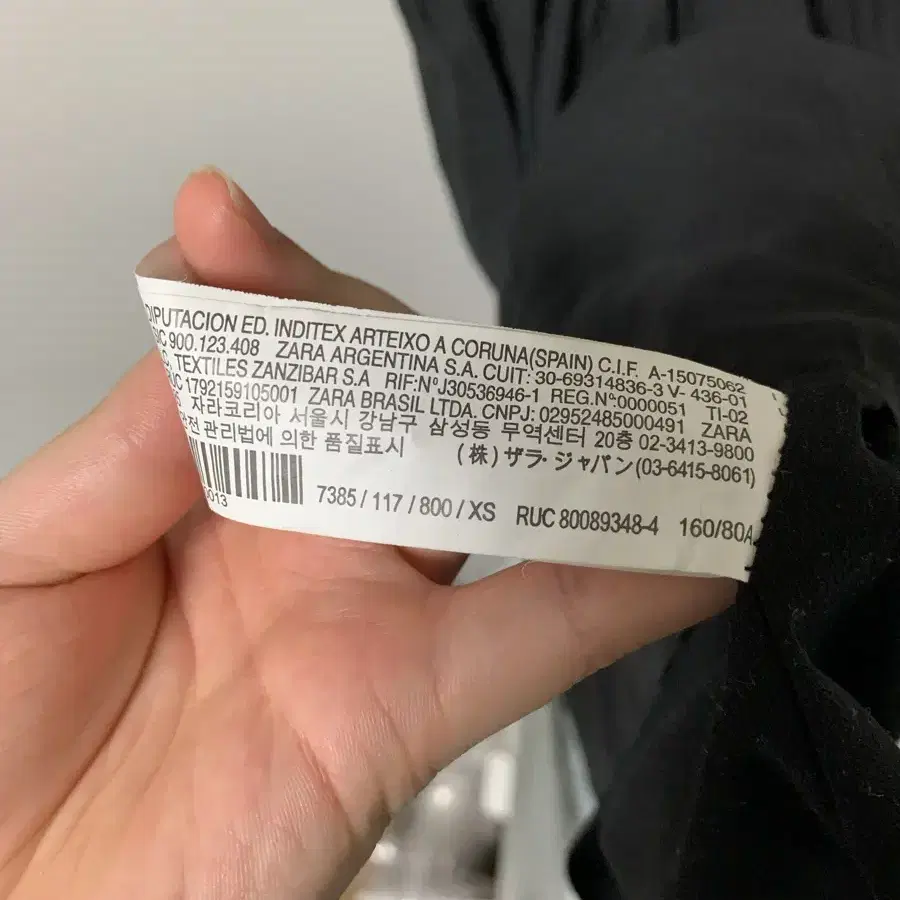 DIPUTACION ED. INDITEX ARTEIXO A CORUNA(SPAIN) C.I.F. A-15075062
SIC 900.123.408 ZARA ARGENTINA S.A. CUIT: 30-69314836-3 V- 436-01
TEXTILES ZANZIBAR S.A RIF:N°J30536946-1 REG.Nº:0000051 TI-02
RUC 1792159105001 ZARA BRASIL LTDA. CNPJ: 02952485000491 ZARA
자라코리아 서울시 강남구 삼성동 무역센터 20층 02-3413-9800
관리법에 의한 품질표시 (株)ザラ・ジャパン(03-6415-8061)
0013 7385 / 117 / 800 / XS RUC 80089348-4 160/80A